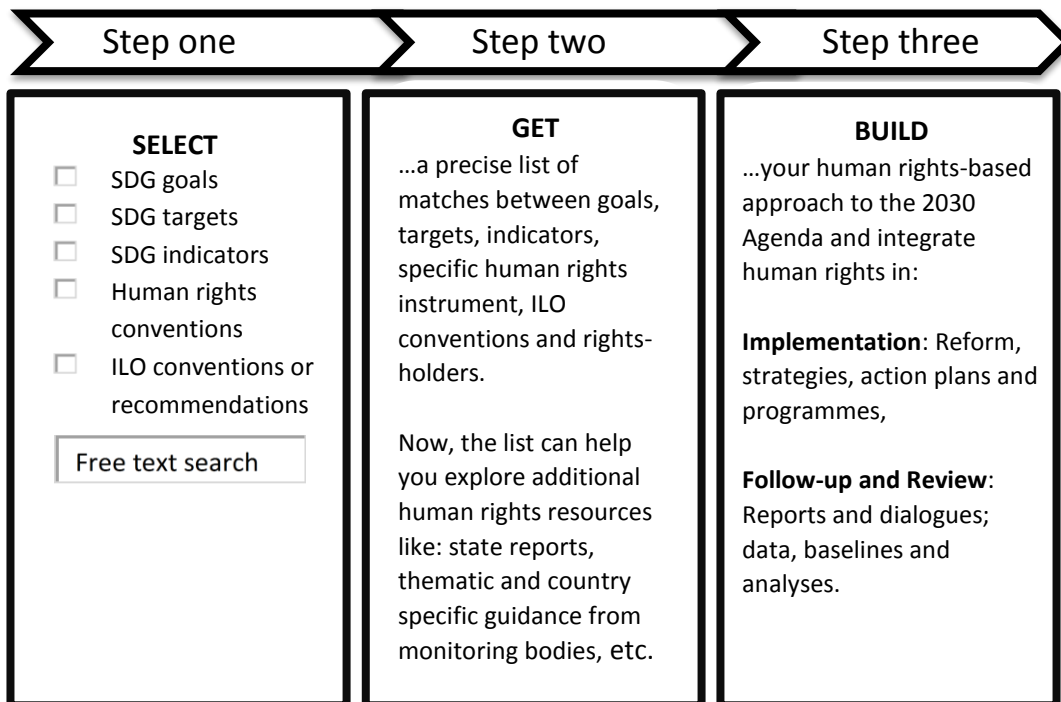 Step one
Step two
Step three
SELECT
SDG goals
SDG targets
SDG indicators
Human rights
conventions
ILO conventions or
recommendations
Free text search
GET
…a precise list of
matches between goals,
targets, indicators,
specific human rights
instrument, ILO
conventions and rights-
holders.
Now, the list can help
you explore additional
human rights resources
like: state reports,
thematic and country
specific guidance from
monitoring bodies, etc.
BUILD
…your human rights-based
approach to the 2030
Agenda and integrate
human rights in:
Implementation: Reform,
strategies, action plans and
programmes,
Follow-up and Review:
Reports and dialogues;
data, baselines and
analyses.